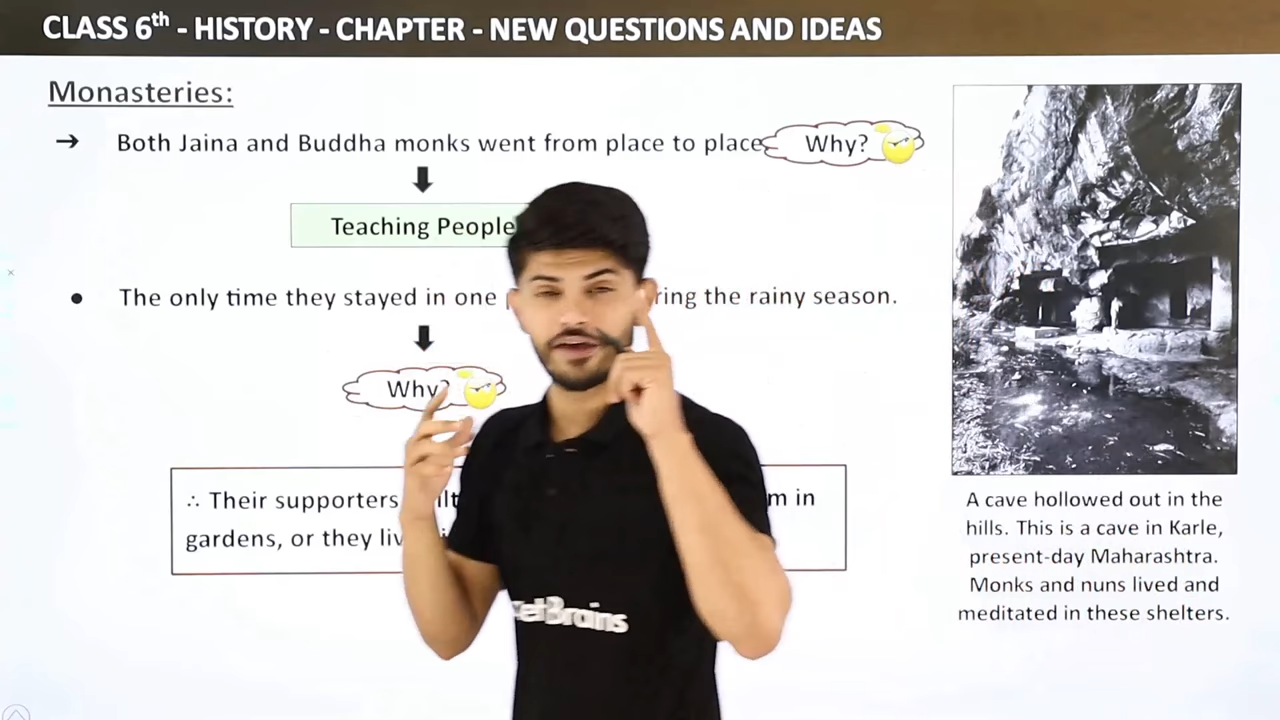 CLASS 6th - HISTORY - CHAPTER - NEW QUESTIONS AND IDEAS
Monasteries:
→ Both Jaina and Buddha monks went from place to place
Why?
Teaching People
• The only time they stayed in one ring the rainy season.
Why?
∴ Their supporters m in
gardens, or they
A cave hollowed out in the
hills. This is a cave in Karle,
present-day Maharashtra.
Monks and nuns lived and
meditated in these shelters.
cetBrains